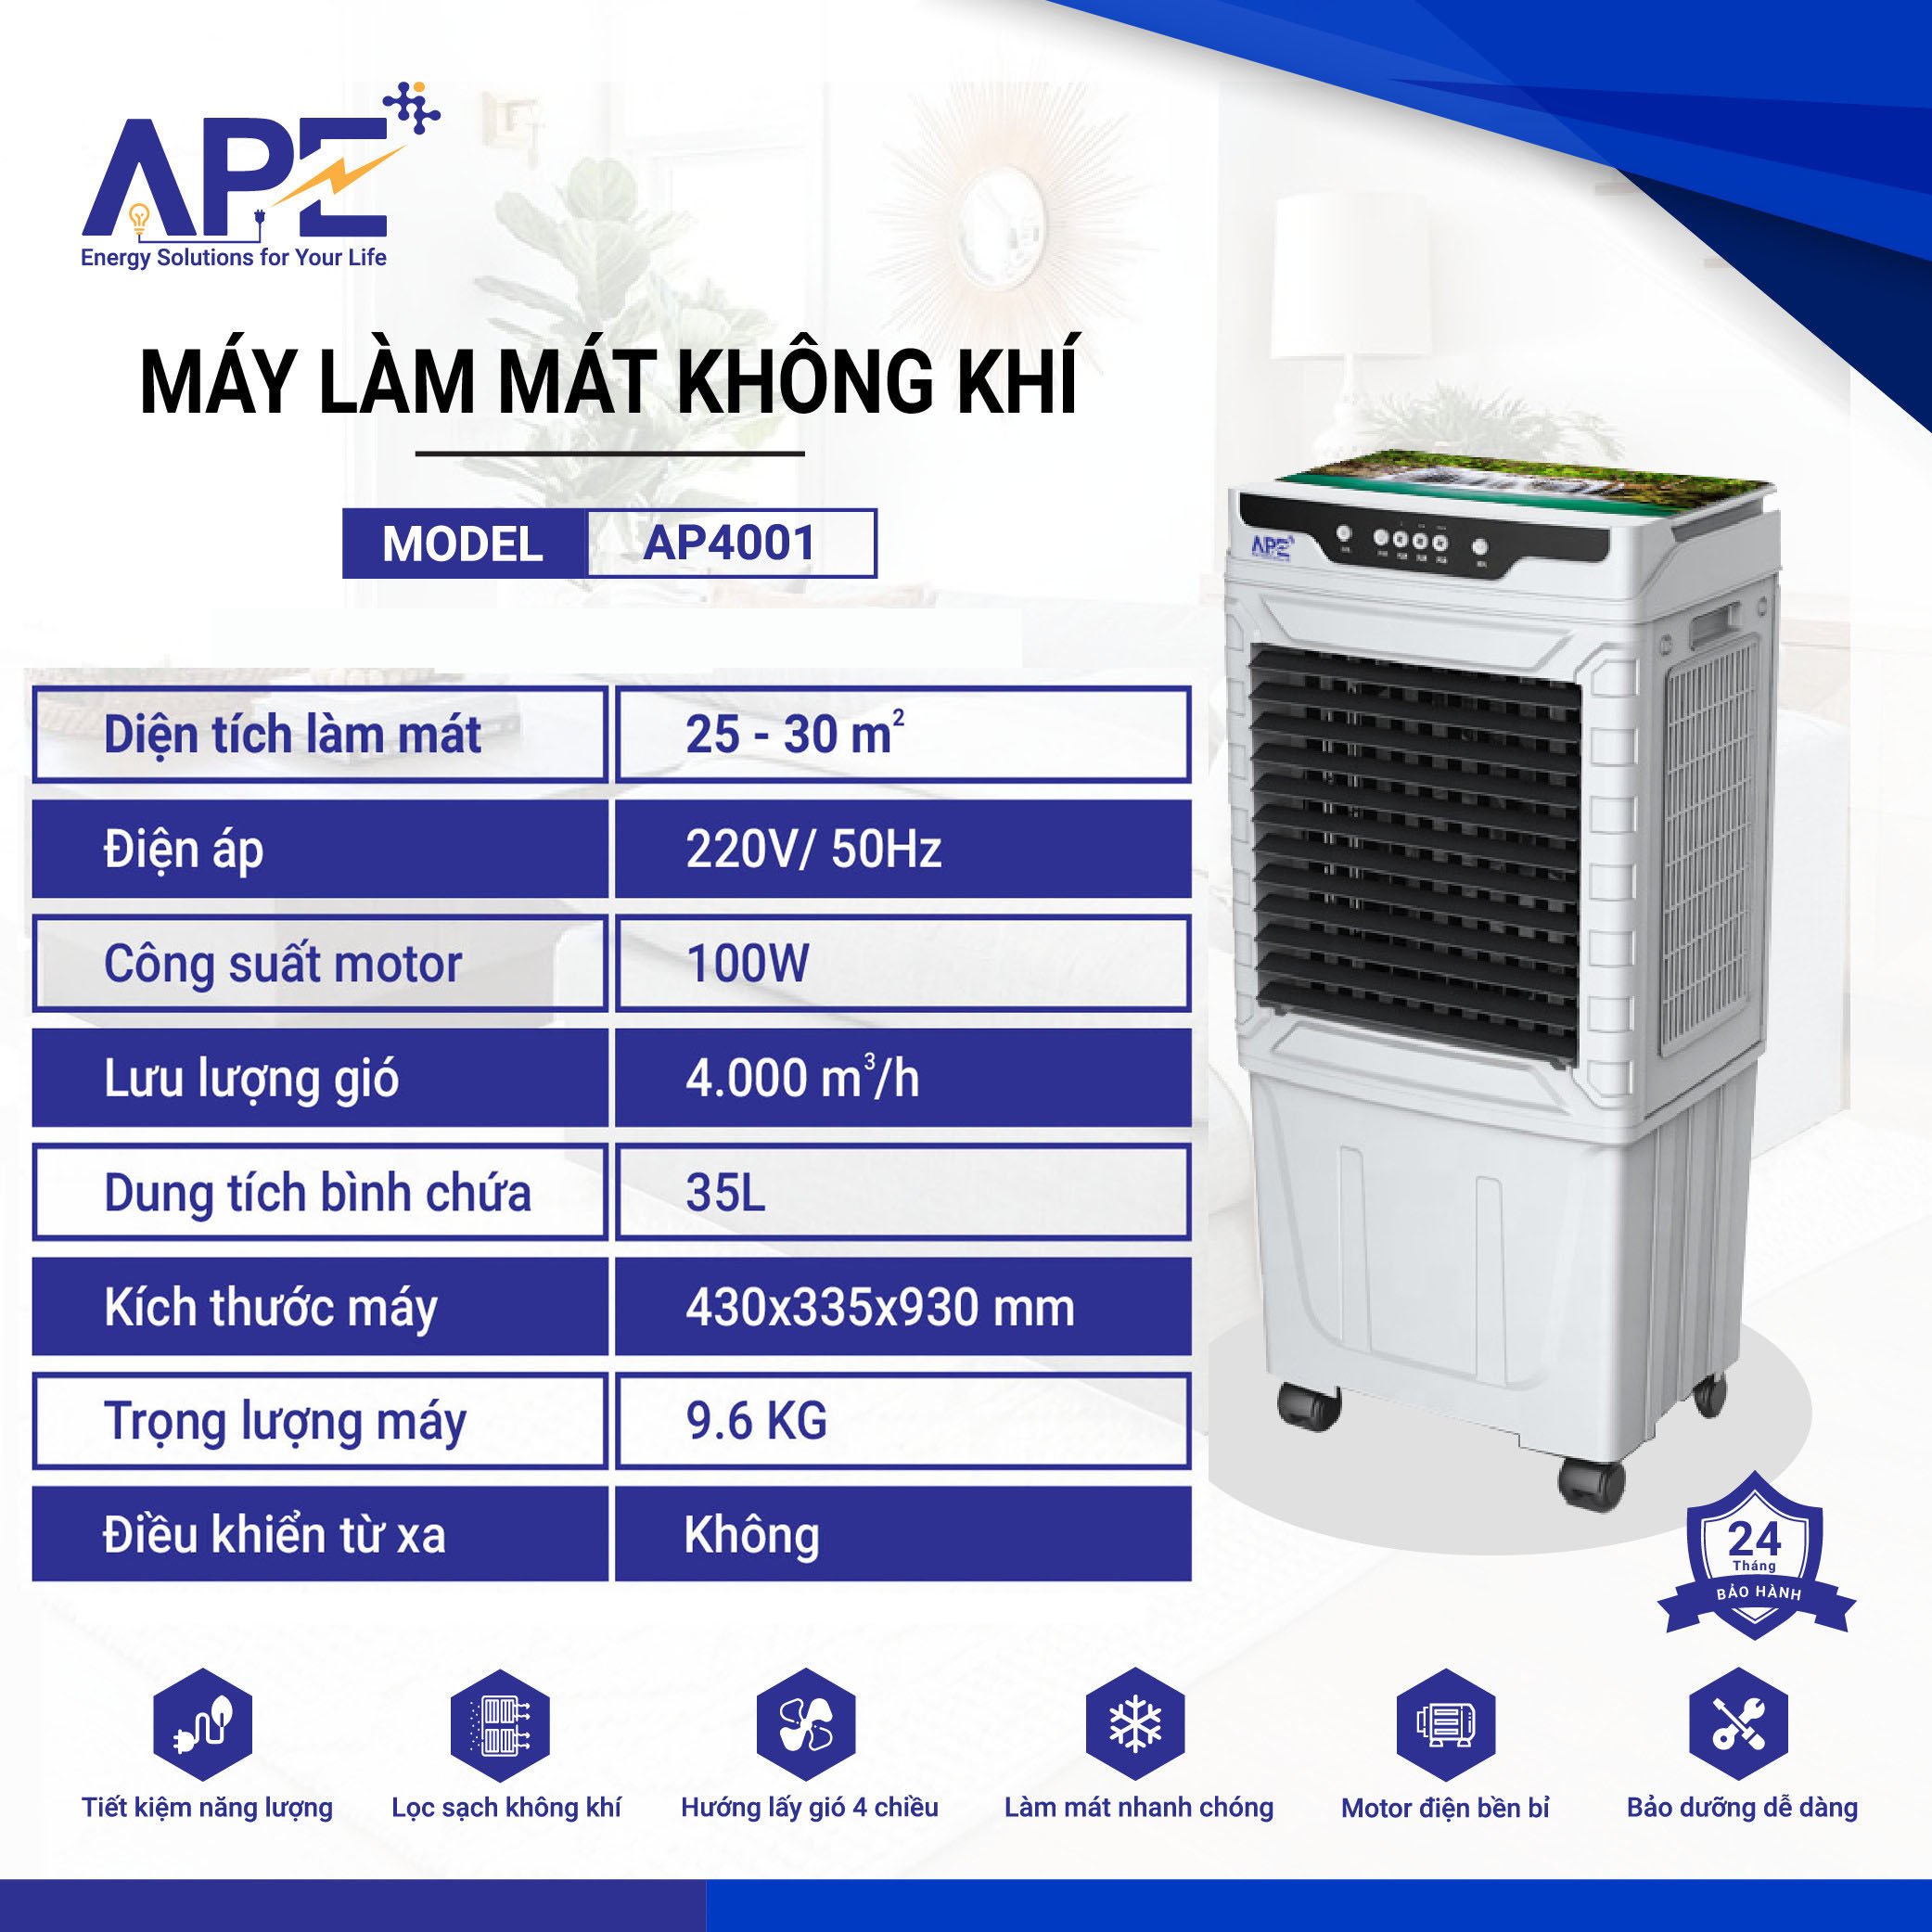 APE
Energy Solutions for Your Life
MÁY LÀM MÁT KHÔNG KHÍ
MODEL AP4001
APE
Diện tích làm mát 25 - 30 m²
Điện áp 220V/ 50Hz
Công suất motor 100W
Lưu lượng gió 4.000 m³/h
Dung tích bình chứa 35L
Kích thước máy 430x335x930 mm
Trọng lượng máy 9.6 KG
Điều khiển từ xa Không
24
Tháng
BẢO HÀNH
Tiết kiệm năng lượng
Lọc sạch không khí
Hướng lấy gió 4 chiều
Làm mát nhanh chóng
Motor điện bền bỉ
Bảo dưỡng dễ dàng